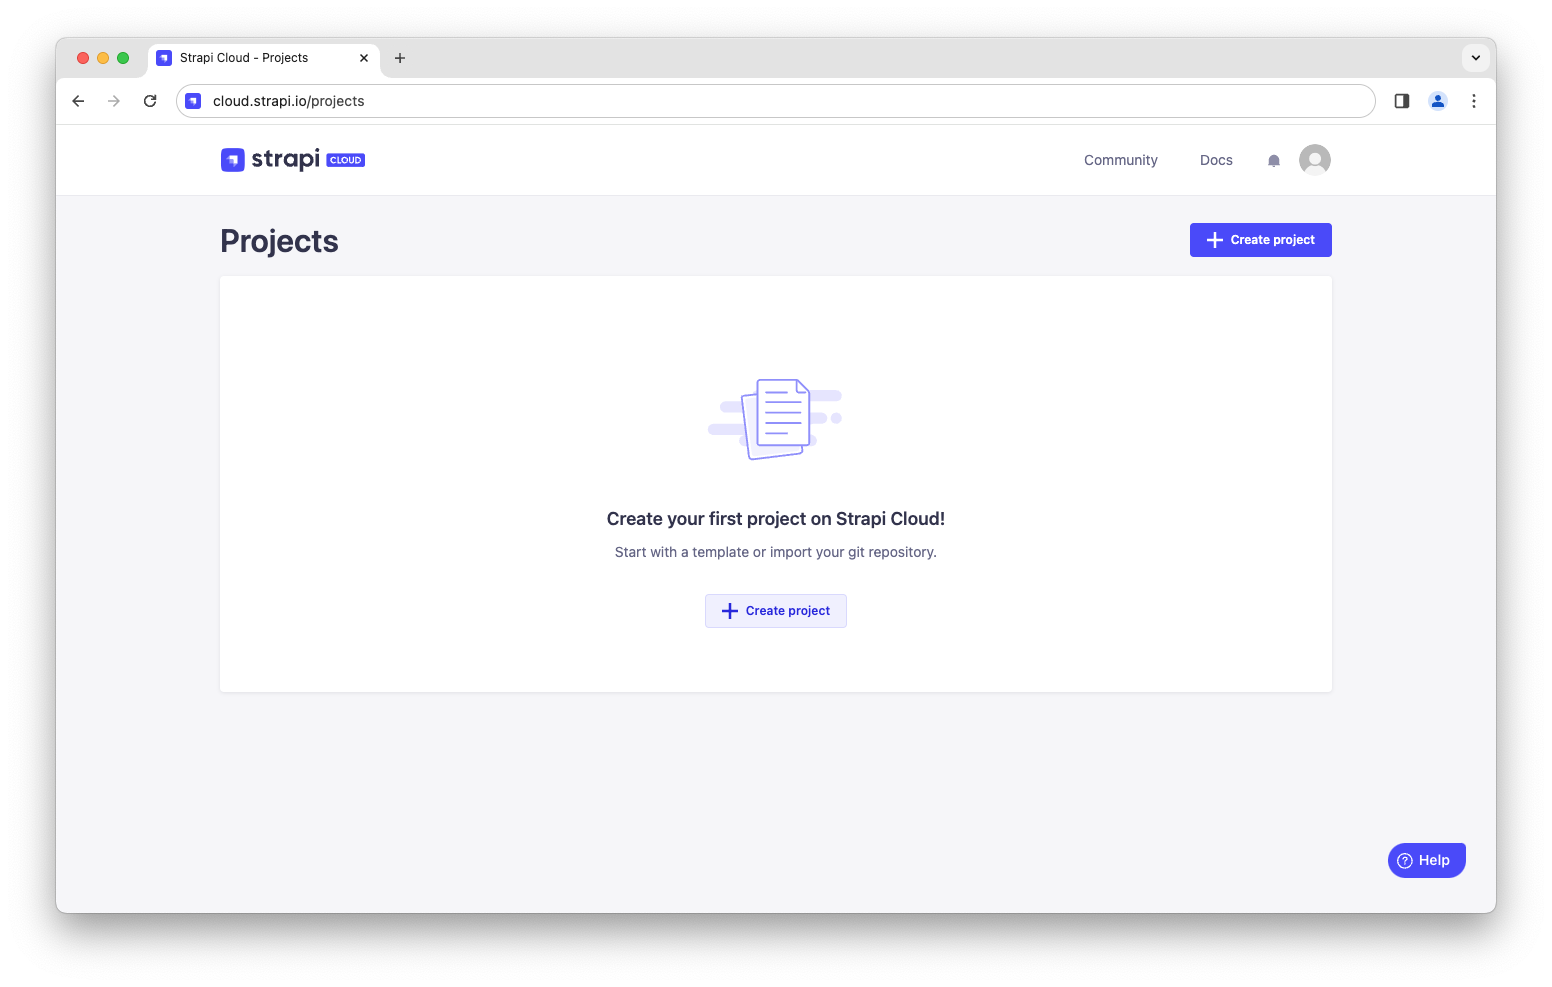 Strapi Cloud - Projects
cloud.strapi.io/projects
strapi CLOUD
Community
Docs
Projects
Create project
Create your first project on Strapi Cloud!
Start with a template or import your git repository.
Create project
? Help